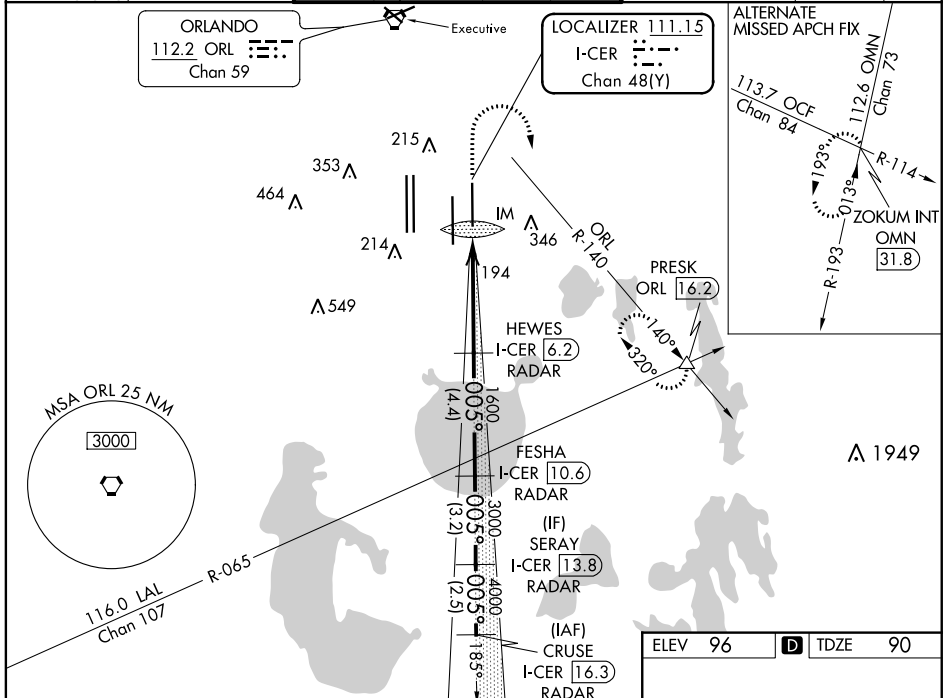 ORLANDO
112.2 ORL
Chan 59
Executive
LOCALIZER 111.15
I-CER
Chan 48(Y)
ALTERNATE
MISSED APCH FIX
113.7 OCF
Chan 84
112.6 OMN
Chan 73
R-114
193°
013°
ZOKUM INT
OMN
31.8
R-193
215
353
464
IM
346
214
194
549
ORL
R-140
PRESK
ORL 16.2
140°
320°
HEWES
I-CER 6.2
RADAR
1600
005°
(4.4)
MSA ORL 25 NM
3000
1949
FESHA
I-CER 10.6
RADAR
3000
005°
(3.2)
(IF)
SERAY
I-CER 13.8
RADAR
R-065
116.0 LAL
Chan 107
4000
005°
(2.5)
(IAF)
CRUSE
I-CER 16.3
RADAR
185°
ELEV 96 D TDZE 90